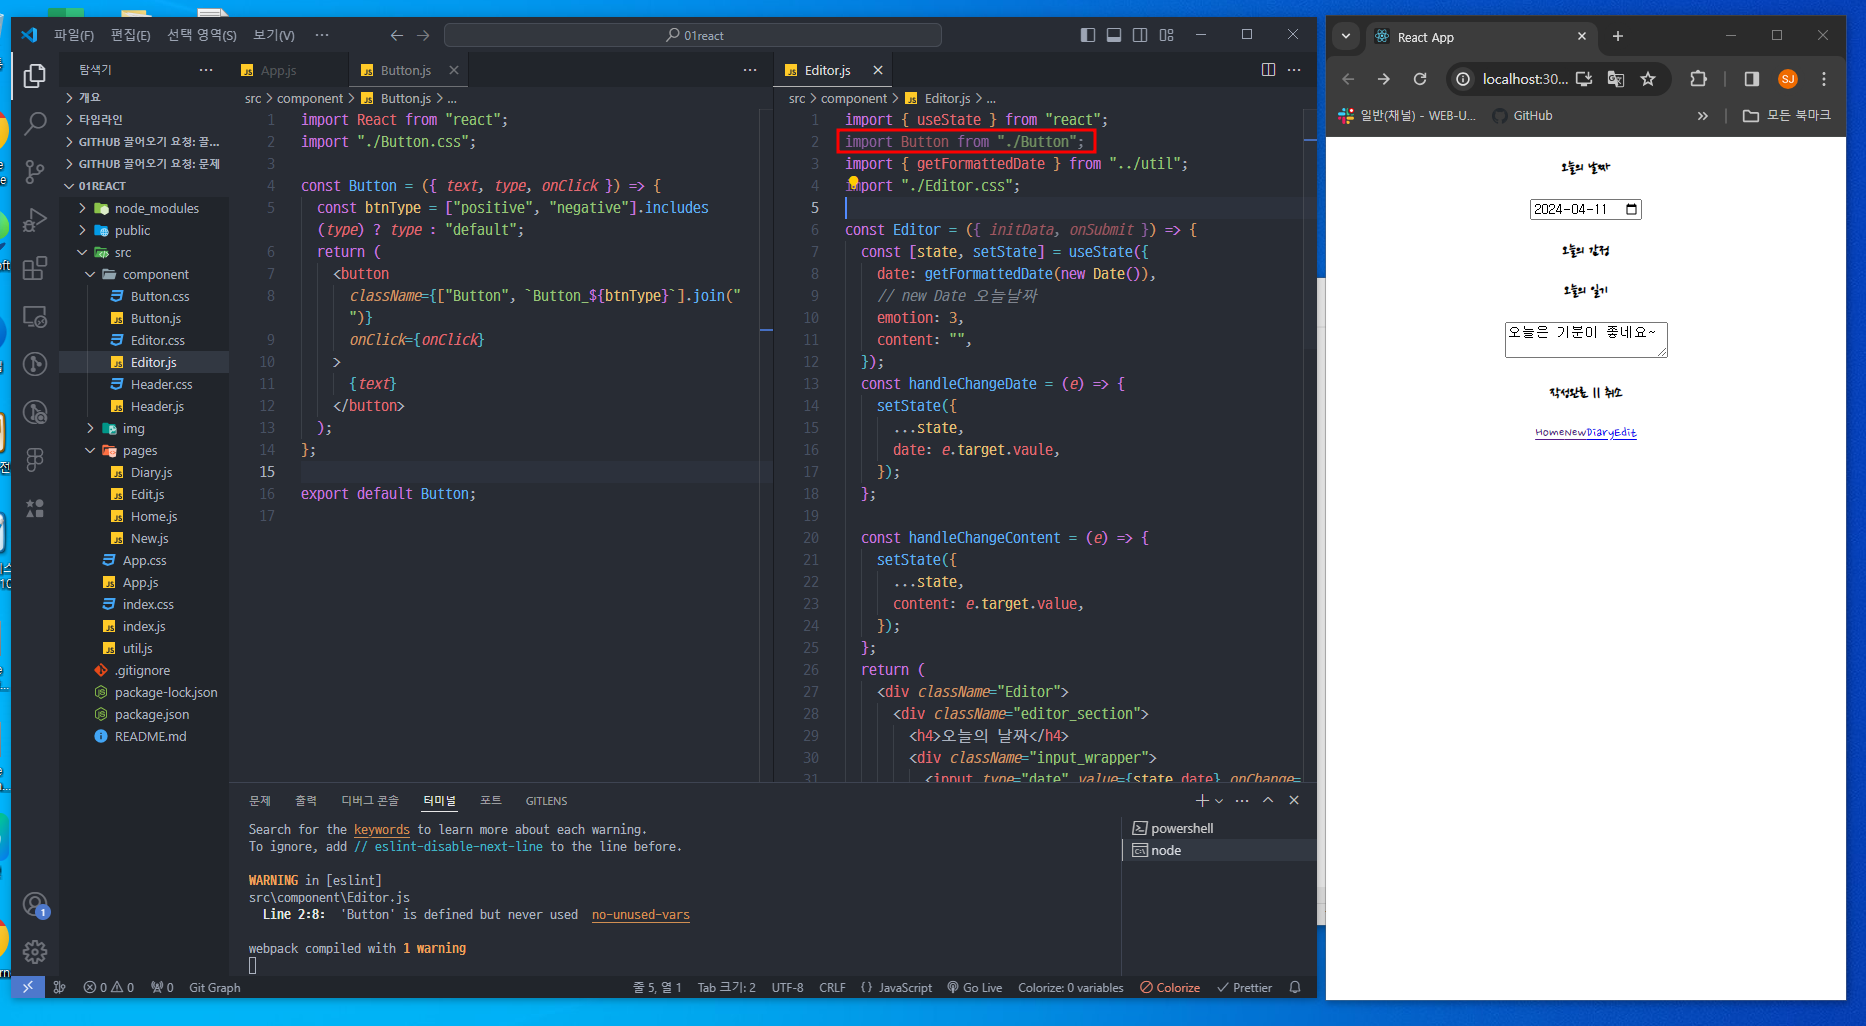 파일(F) 편집(E) 선택 영역(S) 보기(V) ··· 01react
탐색기 ···
개요
타임라인
GITHUB 끌어오기 요청: 끌...
GITHUB 끌어오기 요청: 문제
01REACT
node_modules
public
src
component
Button.css
Button.js
Editor.css
Editor.js
Header.css
Header.js
img
pages
Diary.js
Edit.js
Home.js
New.js
App.css
App.js
index.css
index.js
util.js
.gitignore
package-lock.json
package.json
README.md
App.js Button.js
src > component > Button.js > ...
1 import React from "react";
2 import "./Button.css";
3
4 const Button = ({ text, type, onClick }) => {
5 const btnType = ["positive", "negative"].includes
(type) ? type : "default";
6 return (
7 <button
8 className={["Button", `Button_${btnType}`].join("
")}
9 onClick={onClick}
10 >
11 {text}
12 </button>
13 );
14 };
15
16 export default Button;
17
Editor.js
src > component > Editor.js > ...
1 import { useState } from "react";
2 import Button from "./Button";
3 import { getFormattedDate } from "../util";
4 import "./Editor.css";
5
6 const Editor = ({ initData, onSubmit }) => {
7 const [state, setState] = useState({
8 date: getFormattedDate(new Date()),
9 // new Date 오늘날짜
10 emotion: 3,
11 content: "",
12 });
13 const handleChangeDate = (e) => {
14 setState({
15 ...state,
16 date: e.target.vaule,
17 });
18 };
19
20 const handleChangeContent = (e) => {
21 setState({
22 ...state,
23 content: e.target.value,
24 });
25 };
26 return (
27 <div className="Editor">
28 <div className="editor_section">
29 <h4>오늘의 날짜</h4>
30 <div className="input_wrapper">
31 <input type="date" value={state.date} onChange=
문제 출력 디버그 콘솔 터미널 포트 GITLENS
Search for the keywords to learn more about each warning.
To ignore, add // eslint-disable-next-line to the line before.
WARNING in [eslint]
src\component\Editor.js
Line 2:8: 'Button' is defined but never used no-unused-vars
webpack compiled with 1 warning
powershell
node
1
0 0 0 Git Graph 줄 5, 열 1 Tab 크기: 2 UTF-8 CRLF {} JavaScript Go Live Colorize: 0 variables Colorize Prettier
React App
localhost:30... SJ
일반(채널) - WEB-U... GitHub » 모든 북마크
오늘의 날짜
2024-04-11
오늘의 감정
오늘의 일기
오늘은 기분이 좋네요~
작성완료 || 취소
HomeNewDiaryEdit